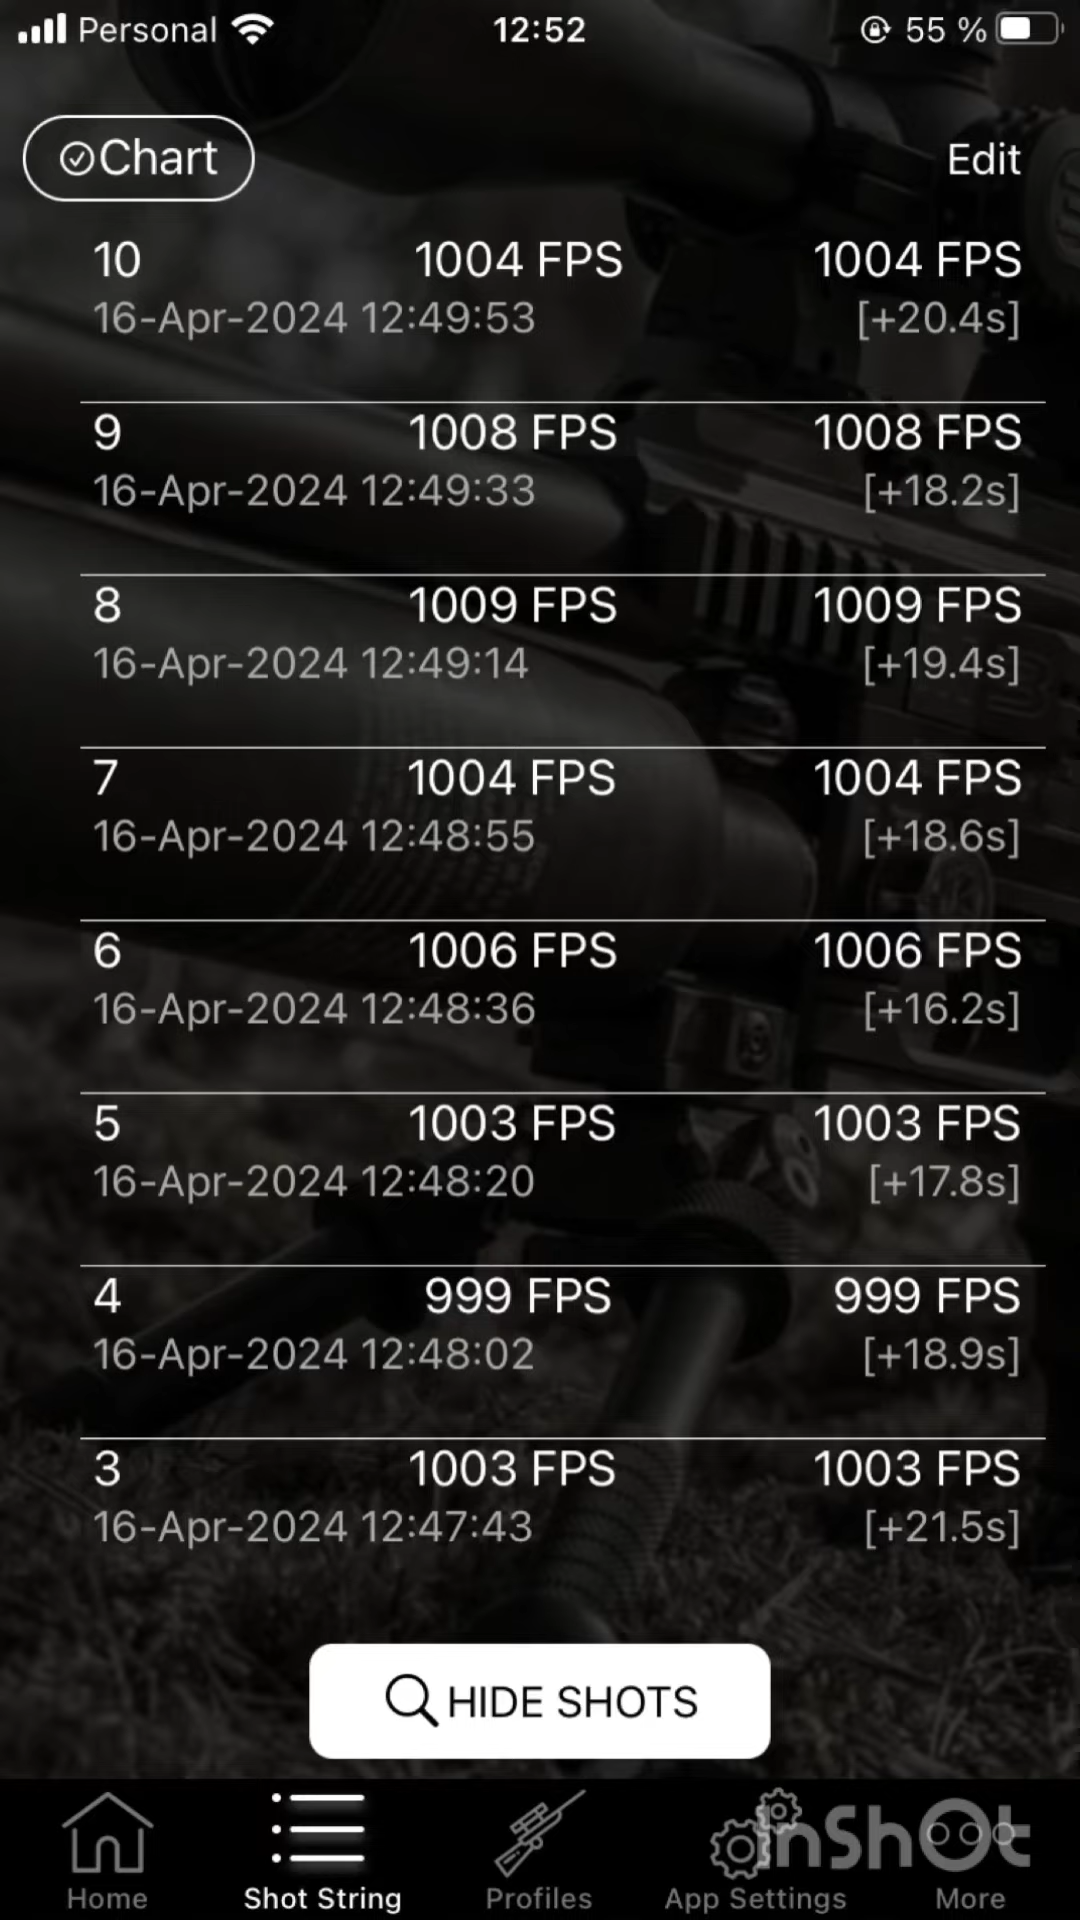 Personal 12:52 55 %
Chart Edit
10 1004 FPS 1004 FPS
16-Apr-2024 12:49:53 [+20.4s]
9 1008 FPS 1008 FPS
16-Apr-2024 12:49:33 [+18.2s]
8 1009 FPS 1009 FPS
16-Apr-2024 12:49:14 [+19.4s]
7 1004 FPS 1004 FPS
16-Apr-2024 12:48:55 [+18.6s]
6 1006 FPS 1006 FPS
16-Apr-2024 12:48:36 [+16.2s]
5 1003 FPS 1003 FPS
16-Apr-2024 12:48:20 [+17.8s]
4 999 FPS 999 FPS
16-Apr-2024 12:48:02 [+18.9s]
3 1003 FPS 1003 FPS
16-Apr-2024 12:47:43 [+21.5s]
HIDE SHOTS
InShOt
Home Shot String Profiles App Settings More